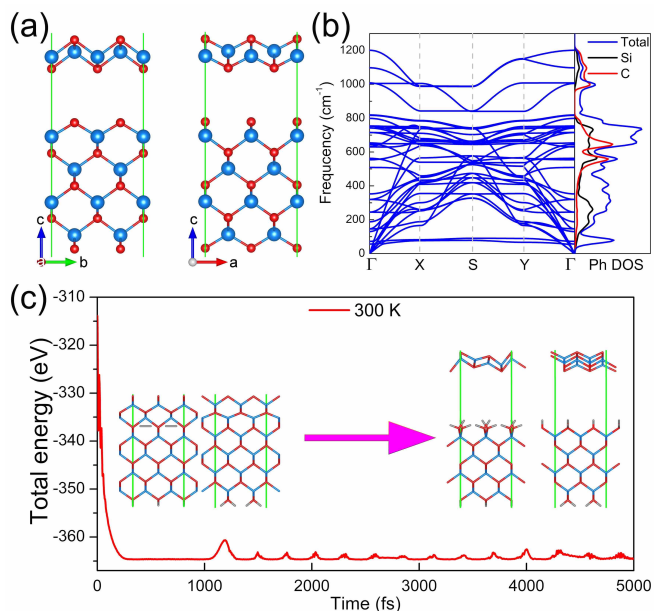 (a)
c
b
c
a
(b)
Frequcency (cm⁻¹)
1200
1000
800
600
400
200
0
Γ X S Y Γ Ph DOS
Total
Si
C
(c)
Total energy (eV)
-310
-320
-330
-340
-350
-360
300 K
0 1000 2000 3000 4000 5000
Time (fs)